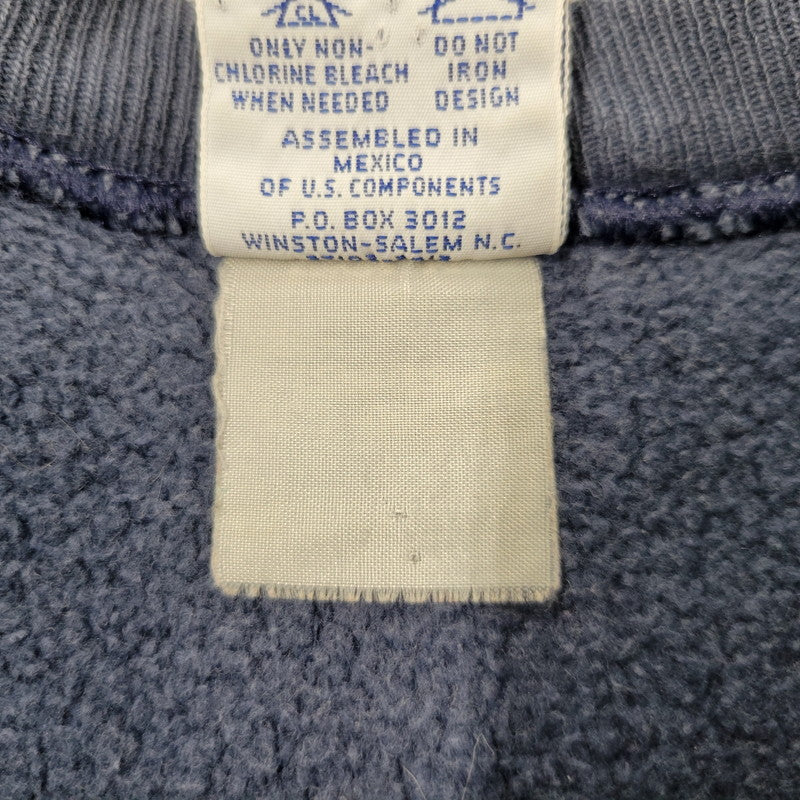 CL
ONLY NON-
CHLORINE BLEACH
WHEN NEEDED
DO NOT
IRON
DESIGN
ASSEMBLED IN
MEXICO
OF U.S. COMPONENTS
P.O. BOX 3012
WINSTON-SALEM N.C.